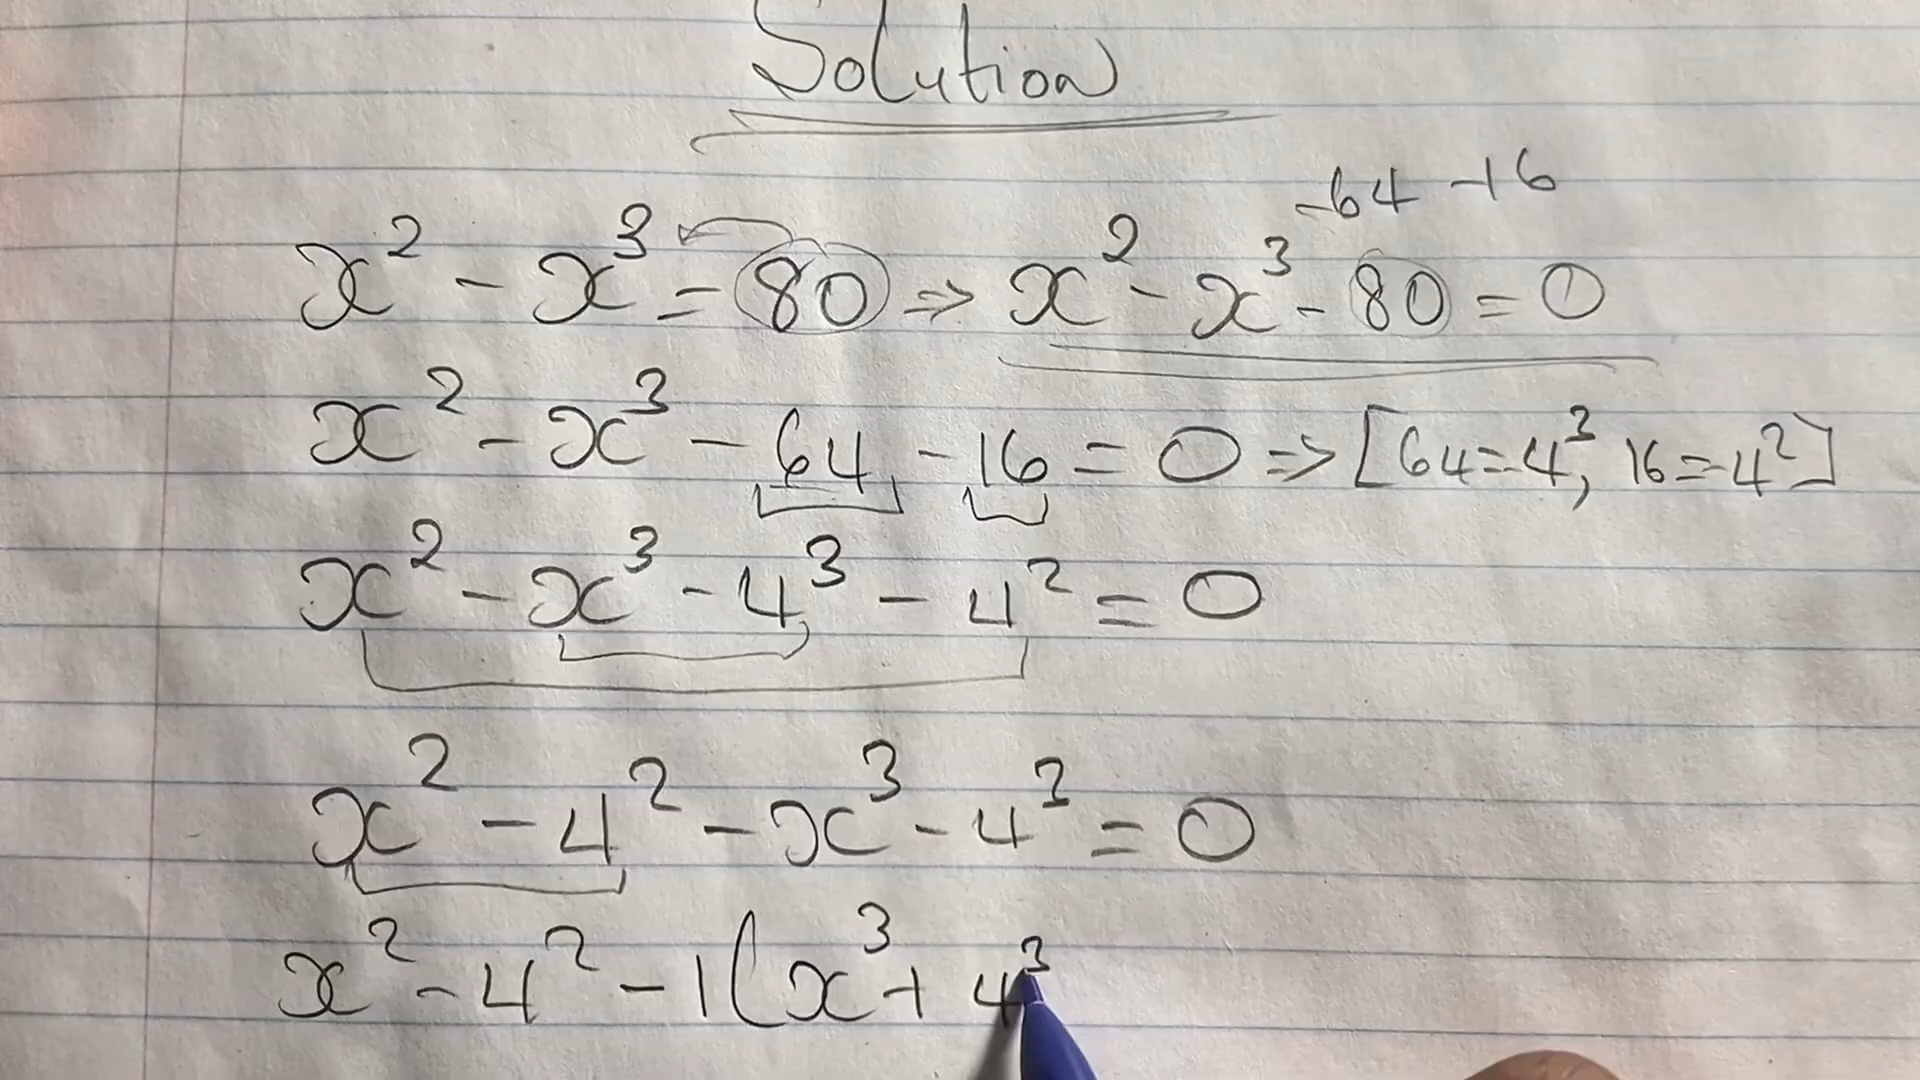 Solution
-64 -16
x² - x³ = 80 ⇒ x² - x³ - 80 = 0
x² - x³ - 64 - 16 = 0 ⇒ [64=4³, 16=4²]
x² - x³ - 4³ - 4² = 0
x² - 4² - x³ - 4³ = 0
x² - 4² - 1(x³ + 4³